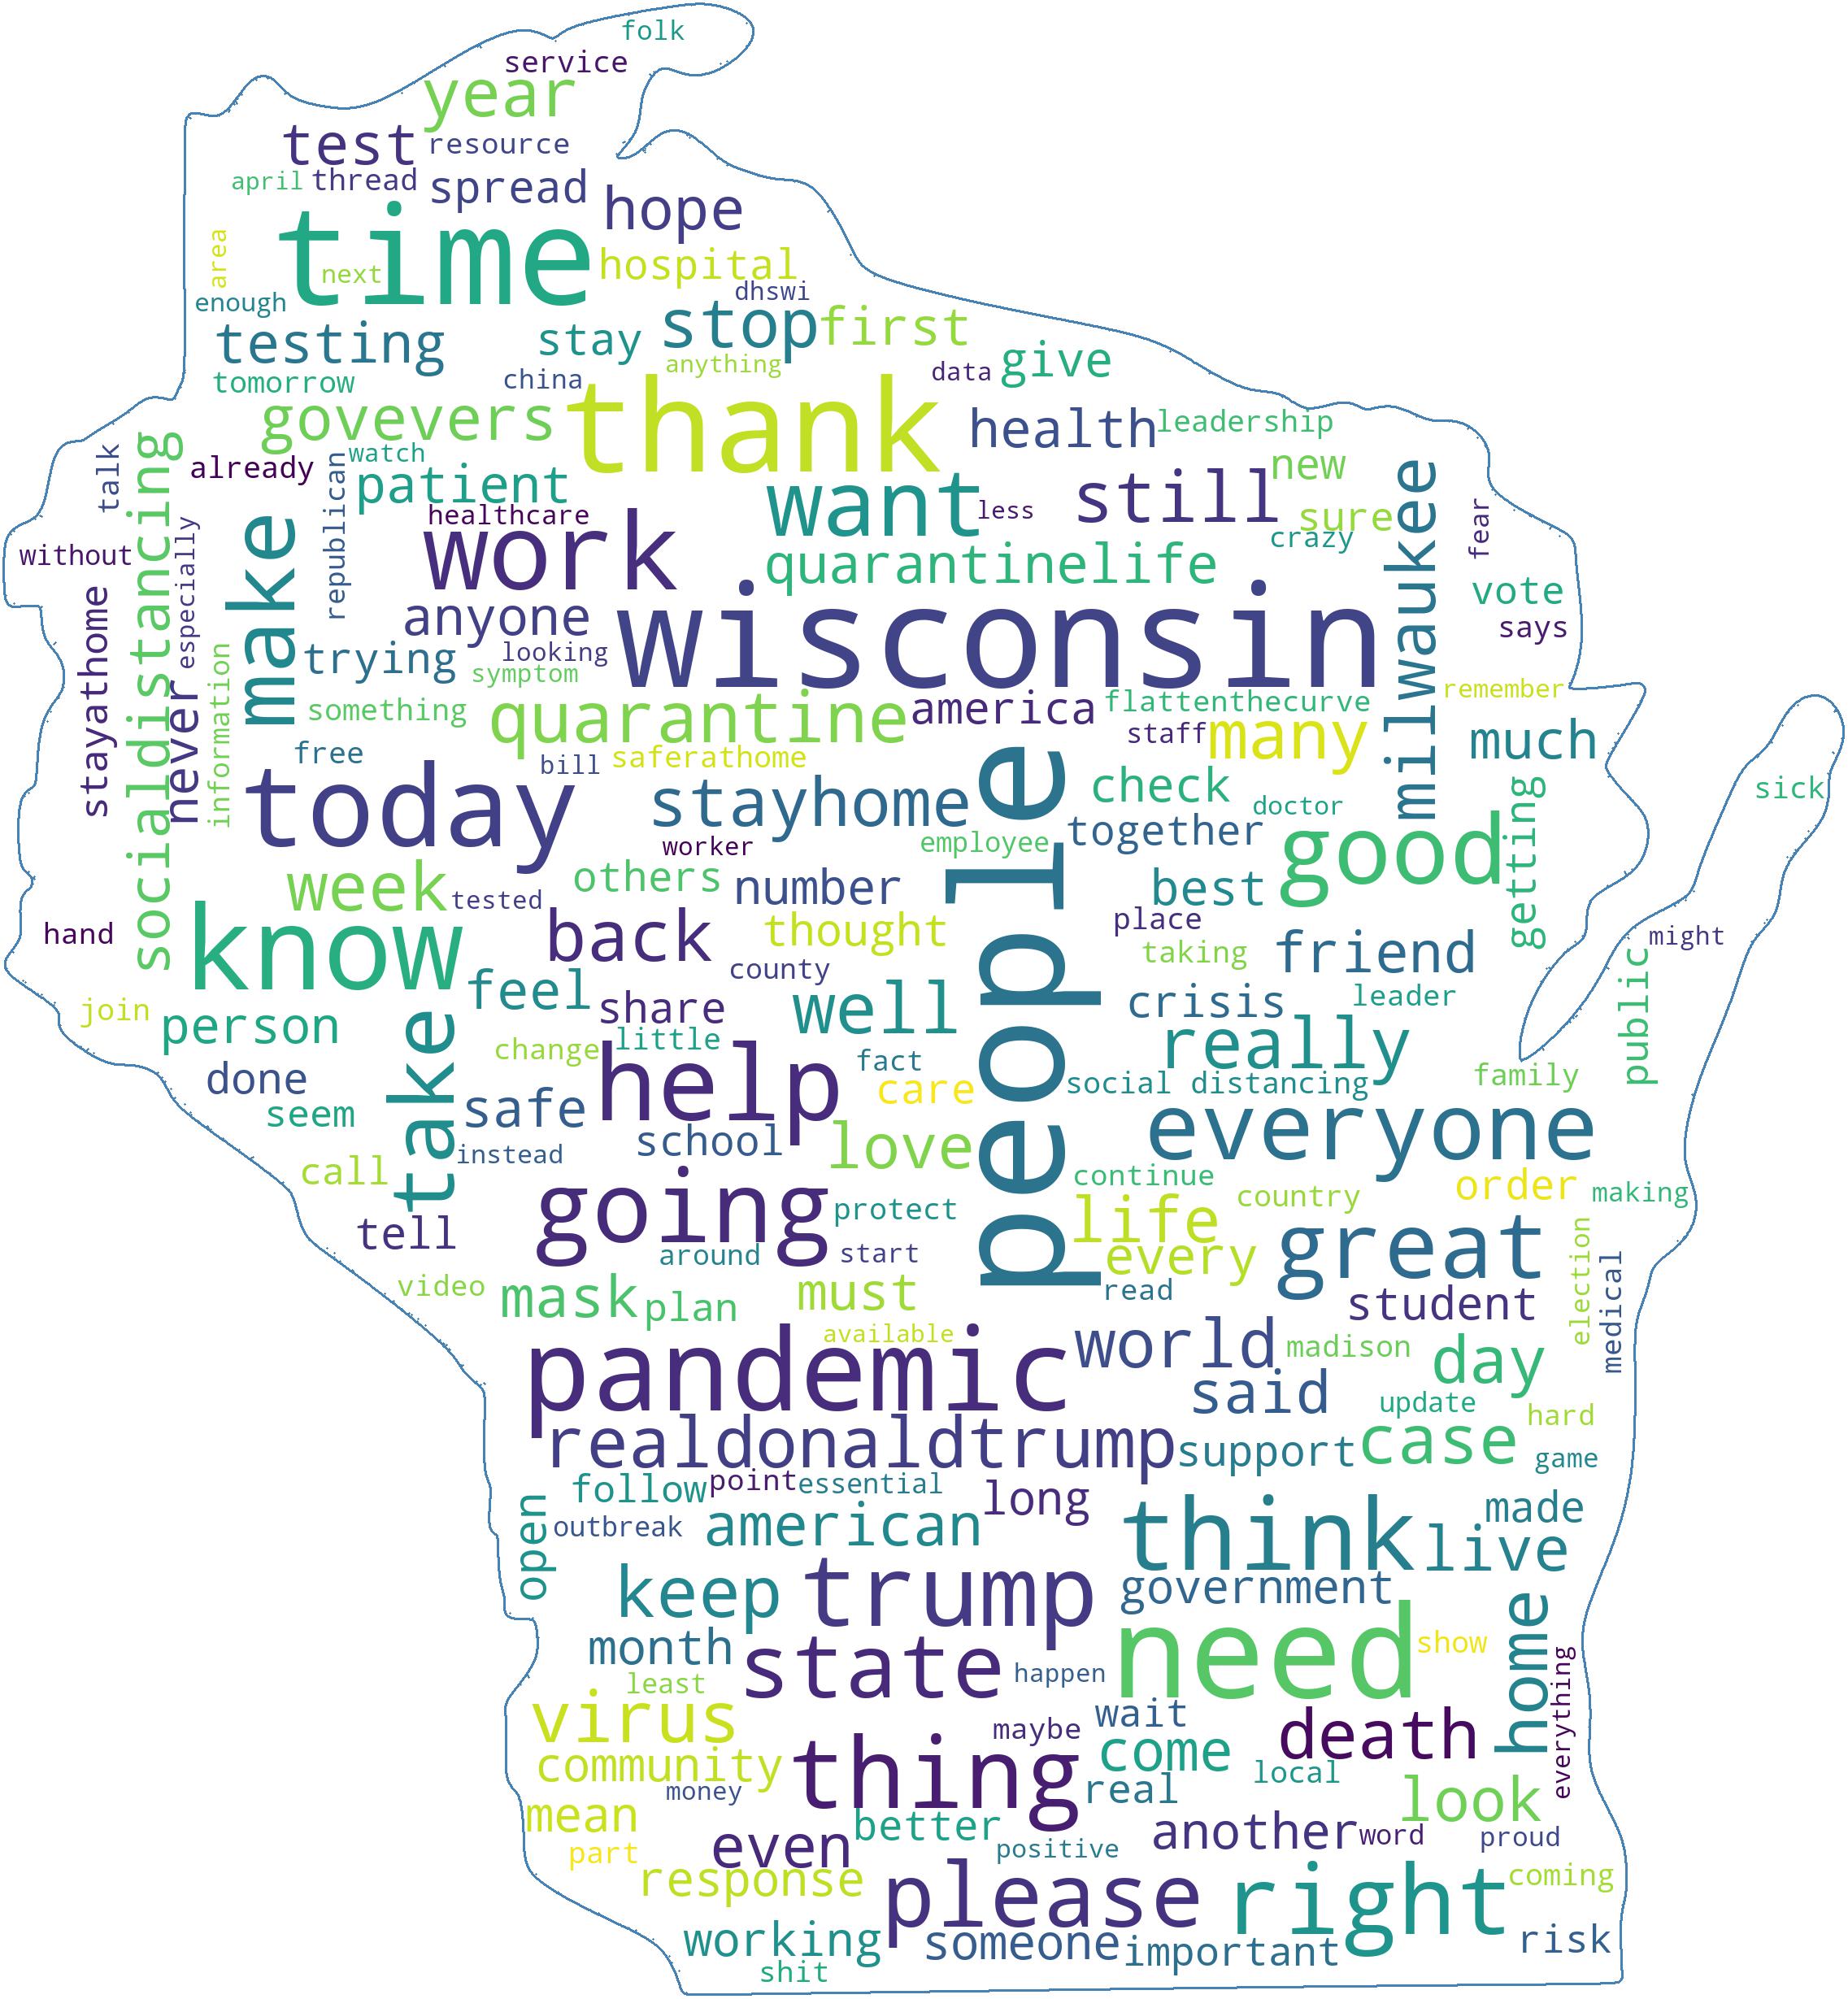 folk
service
year
test
resource
april
thread
spread
hope
time
area
next
hospital
dhswi
enough
testing
stay
stop
first
anything
tomorrow
china
data
give
govevers
thank
health
leadership
talk
socialdistancing
already
republican
watch
patient
want
less
still
new
milwaukee
healthcare
sure
fear
without
especially
make
work
quarantinelife
crazy
stayathome
never
information
anyone
wisconsin
vote
says
trying
looking
symptom
something
quarantine
america
flattenthecurve
remember
free
bill
saferathome
staff
many
much
today
stayhome
people
check
doctor
sick
worker
employee
together
good
getting
week
tested
others
number
best
hand
know
back
thought
place
taking
friend
might
county
public
join
person
take
feel
share
well
crisis
leader
change
little
really
done
help
fact
care
social distancing
family
seem
safe
school
love
everyone
instead
call
going
protect
continue
country
order
making
tell
around
start
life
every
great
election
medical
video
mask
plan
must
read
student
available
pandemic
world
madison
day
said
update
hard
realdonaldtrump
support
case
game
follow
point
essential
long
made
open
outbreak
american
think
live
keep
trump
government
home
month
state
happen
need
show
everything
least
virus
maybe
wait
death
community
thing
come
money
real
local
look
mean
better
another
word
proud
even
part
positive
response
please
right
coming
working
someone
important
risk
shit